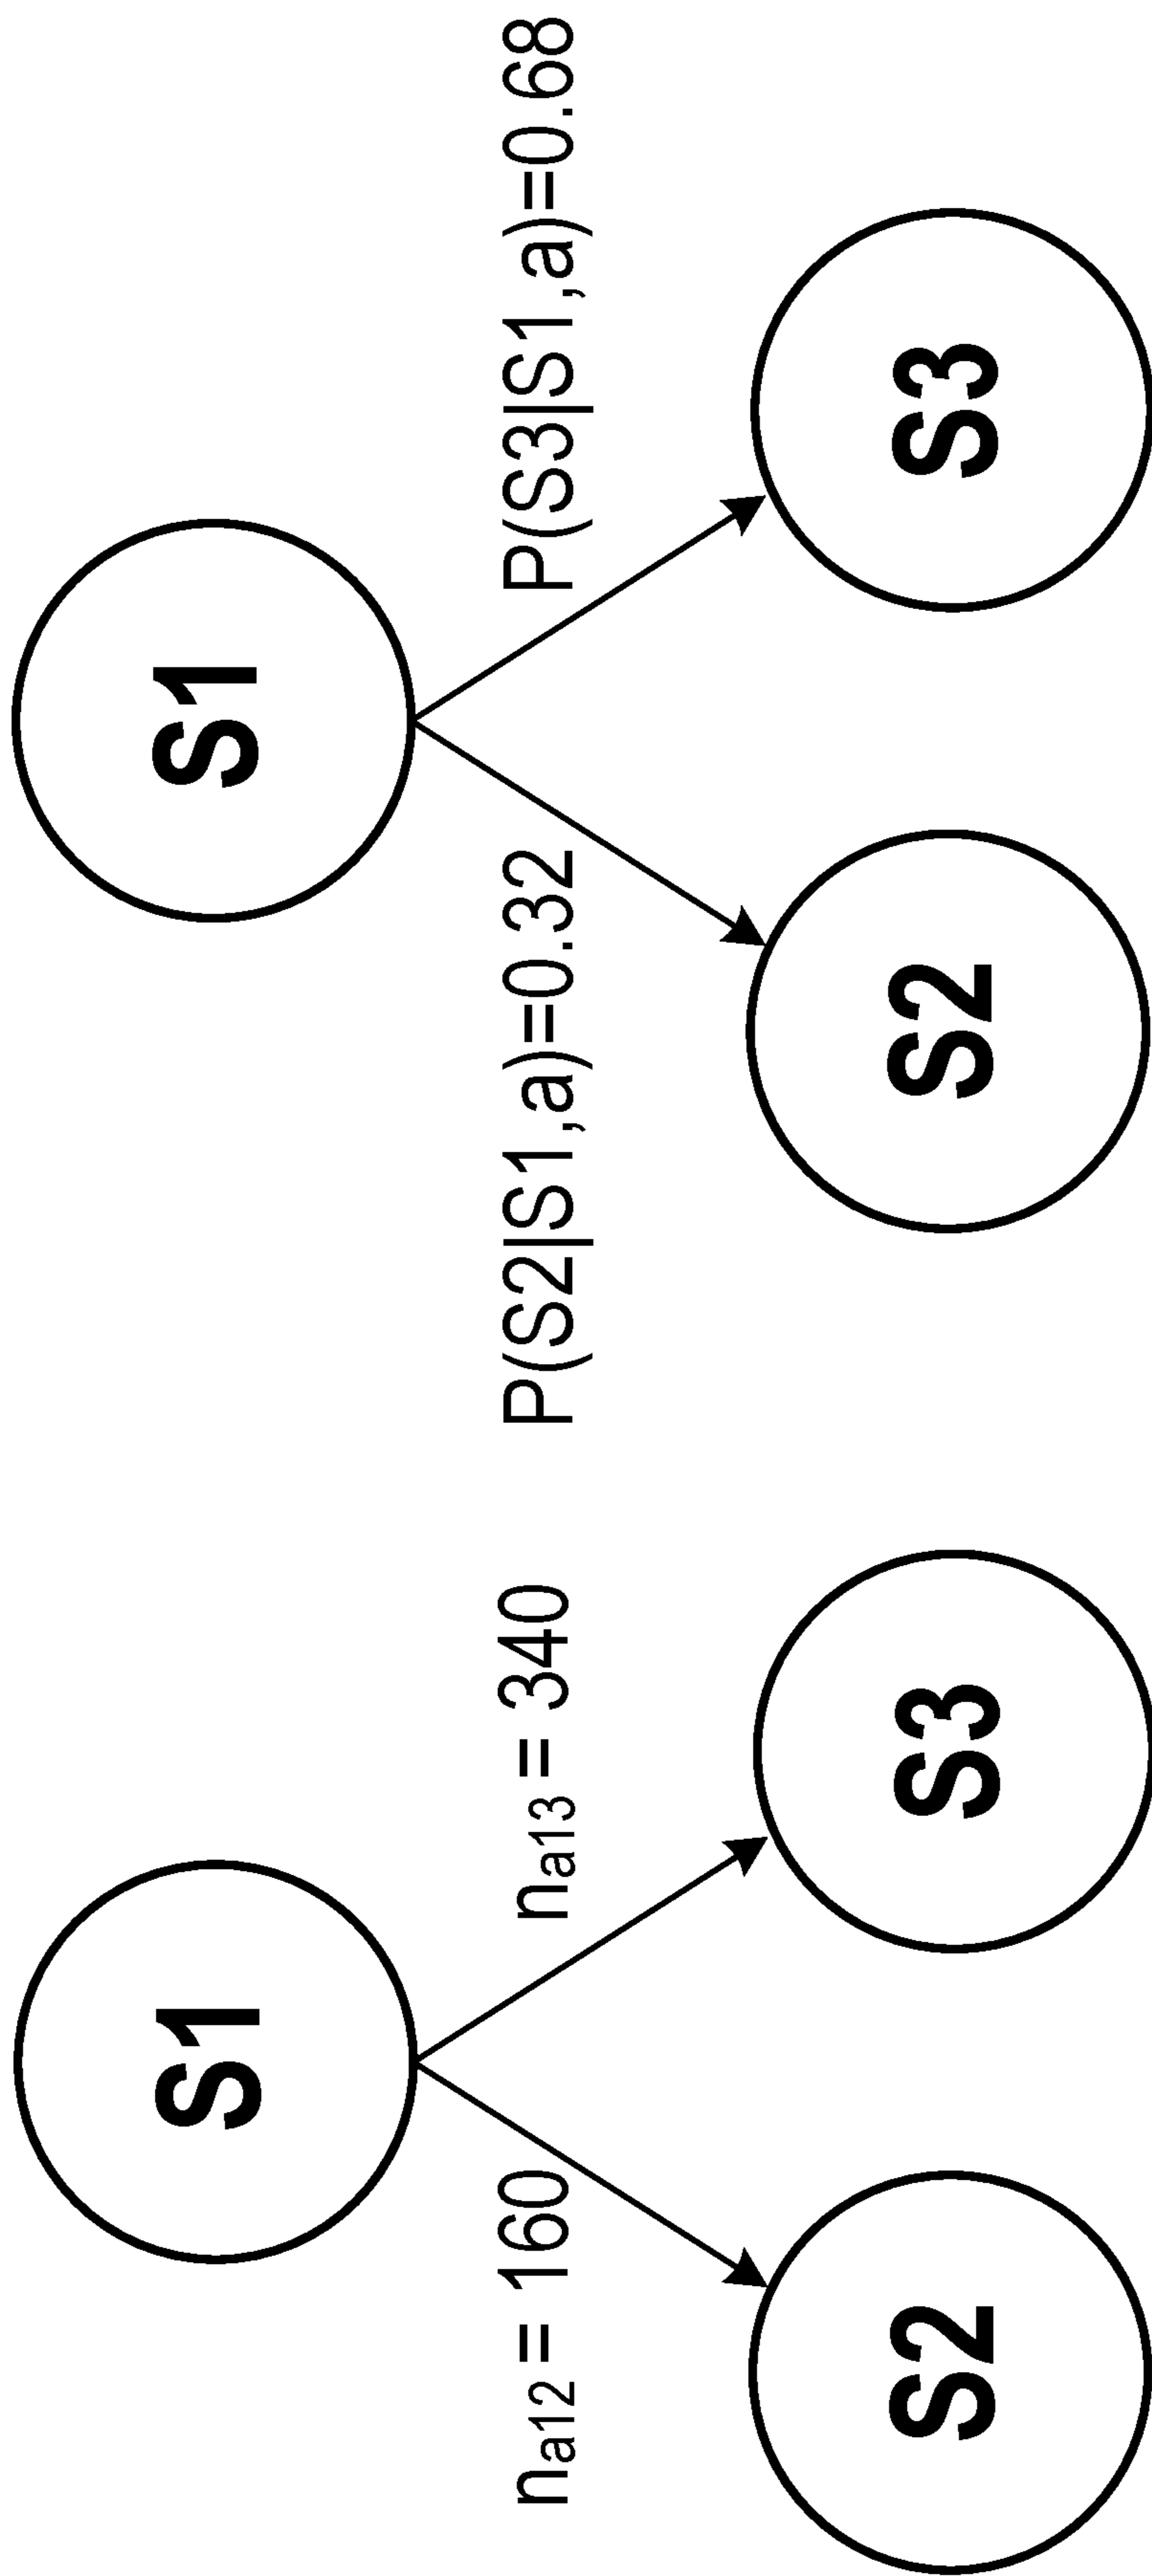 S1
n_a12 = 160
n_a13 = 340
S2
S3
S1
P(S2|S1,a)=0.32
P(S3|S1,a)=0.68
S2
S3